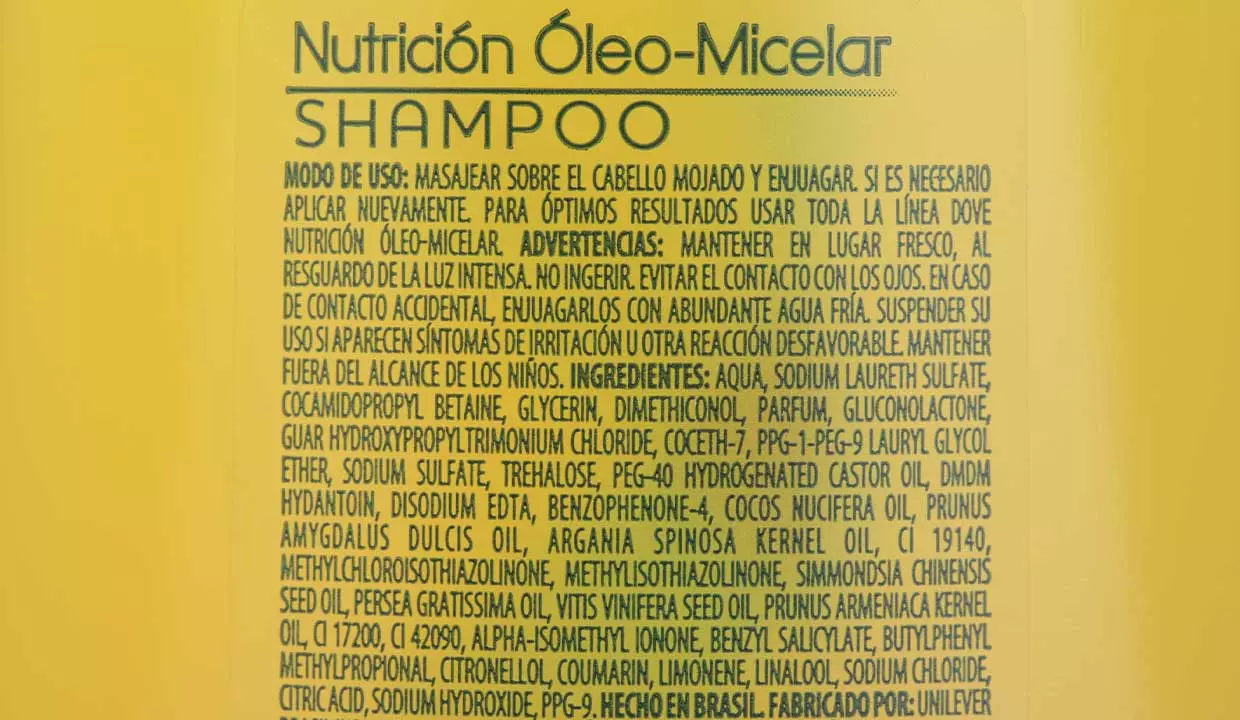 Nutrición Óleo-Micelar
SHAMPOO
MODO DE USO: MASAJEAR SOBRE EL CABELLO MOJADO Y ENJUAGAR. SI ES NECESARIO
APLICAR NUEVAMENTE. PARA ÓPTIMOS RESULTADOS USAR TODA LA LÍNEA DOVE
NUTRICIÓN ÓLEO-MICELAR. ADVERTENCIAS: MANTENER EN LUGAR FRESCO, AL
RESGUARDO DE LA LUZ INTENSA. NO INGERIR. EVITAR EL CONTACTO CON LOS OJOS. EN CASO
DE CONTACTO ACCIDENTAL, ENJUAGARLOS CON ABUNDANTE AGUA FRÍA. SUSPENDER SU
USO SI APARECEN SÍNTOMAS DE IRRITACIÓN U OTRA REACCIÓN DESFAVORABLE. MANTENER
FUERA DEL ALCANCE DE LOS NIÑOS. INGREDIENTES: AQUA, SODIUM LAURETH SULFATE,
COCAMIDOPROPYL BETAINE, GLYCERIN, DIMETHICONOL, PARFUM, GLUCONOLACTONE,
GUAR HYDROXYPROPYLTRIMONIUM CHLORIDE, COCETH-7, PPG-1-PEG-9 LAURYL GLYCOL
ETHER, SODIUM SULFATE, TREHALOSE, PEG-40 HYDROGENATED CASTOR OIL, DMDM
HYDANTOIN, DISODIUM EDTA, BENZOPHENONE-4, COCOS NUCIFERA OIL, PRUNUS
AMYGDALUS DULCIS OIL, ARGANIA SPINOSA KERNEL OIL, CI 19140,
METHYLCHLOROISOTHIAZOLINONE, METHYLISOTHIAZOLINONE, SIMMONDSIA CHINENSIS
SEED OIL, PERSEA GRATISSIMA OIL, VITIS VINIFERA SEED OIL, PRUNUS ARMENIACA KERNEL
OIL, CI 17200, CI 42090, ALPHA-ISOMETHYL IONONE, BENZYL SALICYLATE, BUTYLPHENYL
METHYLPROPIONAL, CITRONELLOL, COUMARIN, LIMONENE, LINALOOL, SODIUM CHLORIDE,
CITRIC ACID, SODIUM HYDROXIDE, PPG-9. HECHO EN BRASIL. FABRICADO POR: UNILEVER